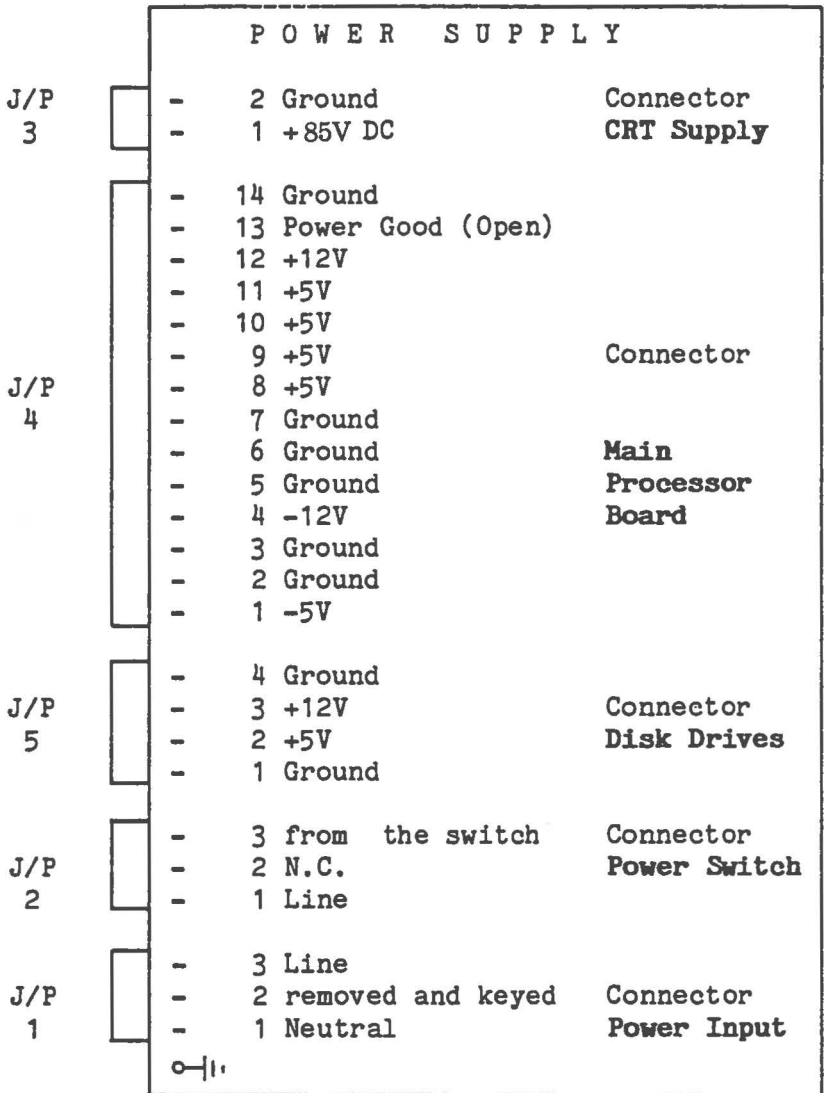 P O W E R S U P P L Y
J/P - 2 Ground Connector
3 - 1 +85V DC CRT Supply
- 14 Ground
- 13 Power Good (Open)
- 12 +12V
- 11 +5V
- 10 +5V
- 9 +5V Connector
J/P - 8 +5V
4 - 7 Ground
- 6 Ground Main
- 5 Ground Processor
- 4 -12V Board
- 3 Ground
- 2 Ground
- 1 -5V
- 4 Ground
J/P - 3 +12V Connector
5 - 2 +5V Disk Drives
- 1 Ground
- 3 from the switch Connector
J/P - 2 N.C. Power Switch
2 - 1 Line
- 3 Line
J/P - 2 removed and keyed Connector
1 - 1 Neutral Power Input